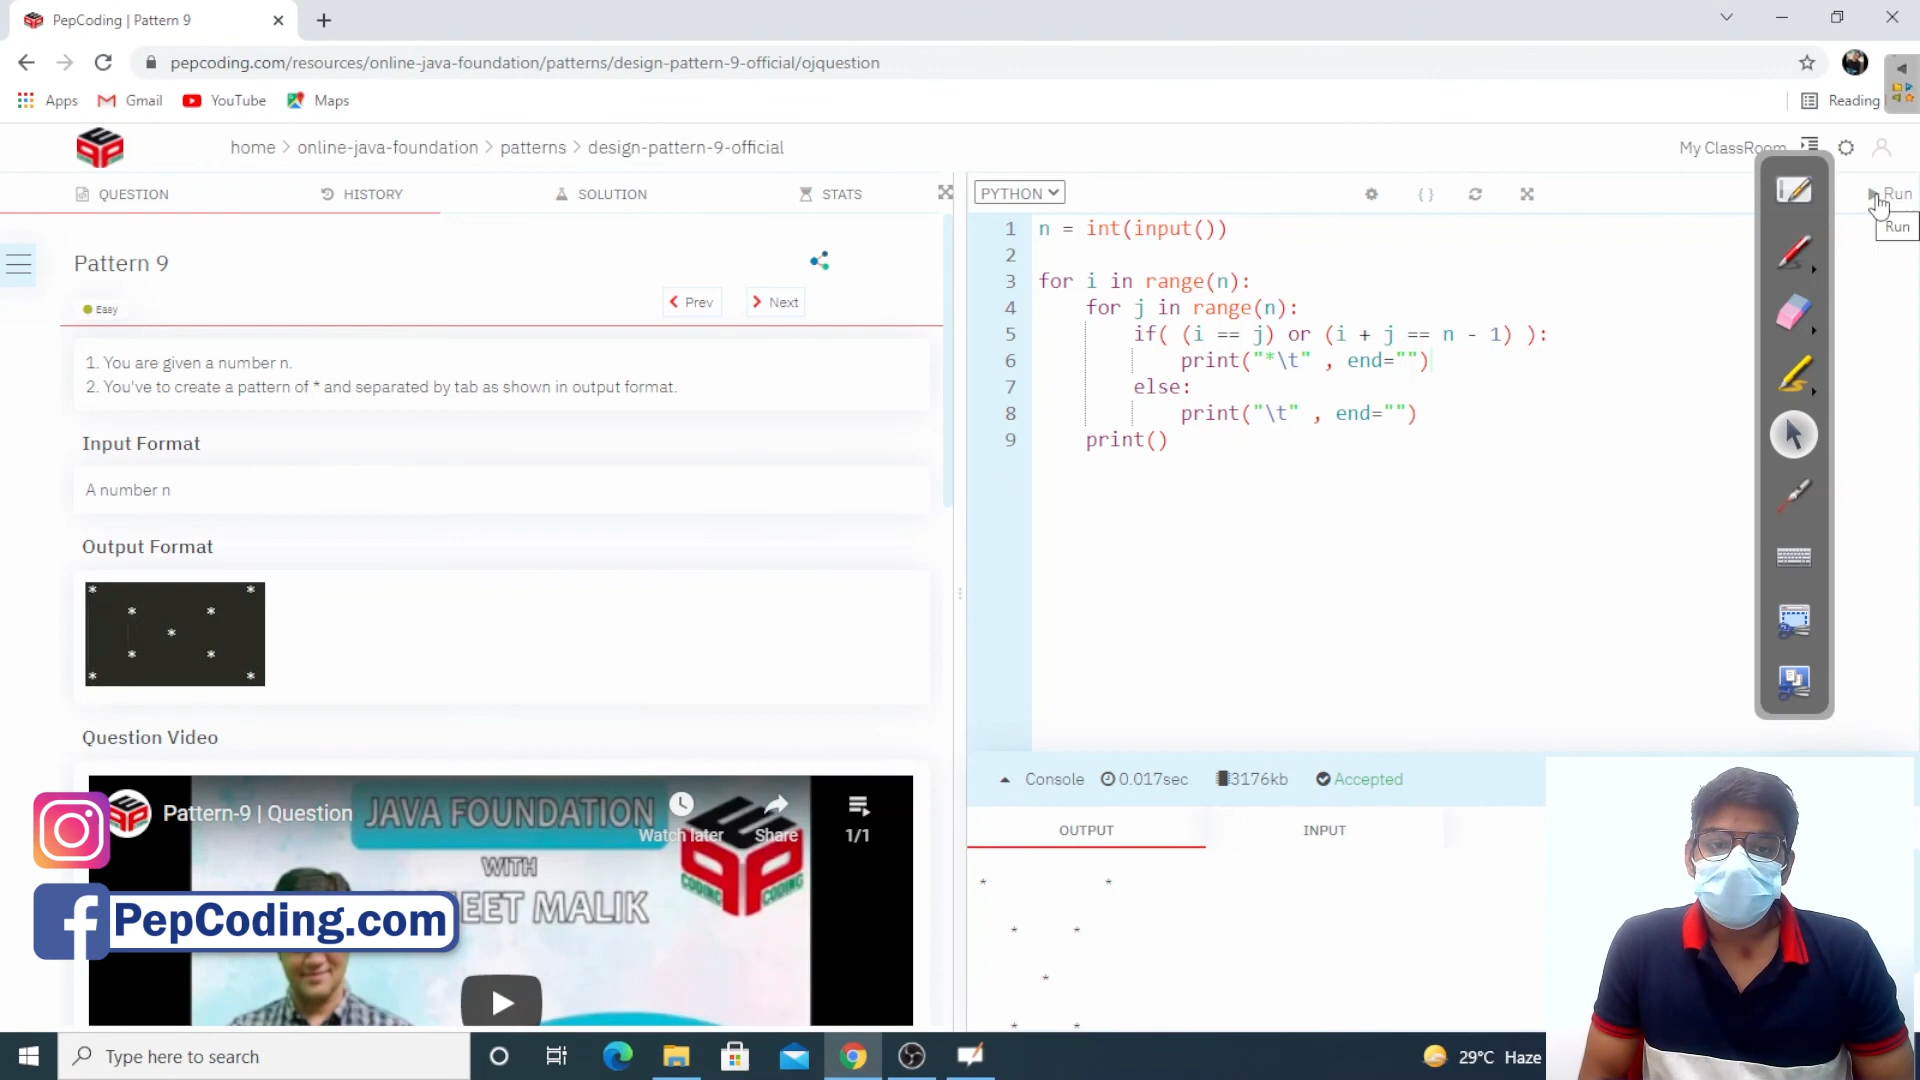 PepCoding | Pattern 9
pepcoding.com/resources/online-java-foundation/patterns/design-pattern-9-official/ojquestion
Apps
Gmail
YouTube
Maps
Reading
home > online-java-foundation > patterns > design-pattern-9-official
My ClassRoom
QUESTION
HISTORY
SOLUTION
STATS
PYTHON
Run
Run
Pattern 9
Prev
Next
Easy
1. You are given a number n.
2. You've to create a pattern of * and separated by tab as shown in output format.
Input Format
A number n
Output Format
*       *
*   *
*
*   *
*       *
Question Video
Pattern-9 | Question
JAVA FOUNDATION
WITH
EET MALIK
Watch later
Share
1/1
PEP
CODING
PepCoding.com
1 n = int(input())
2
3 for i in range(n):
4     for j in range(n):
5         if( (i == j) or (i + j == n - 1) ):
6             print("*\t" , end="")
7         else:
8             print("\t" , end="")
9     print()
Console
0.017sec
3176kb
Accepted
OUTPUT
INPUT
*       *
*   *
*
*   *
Type here to search
29°C Haze